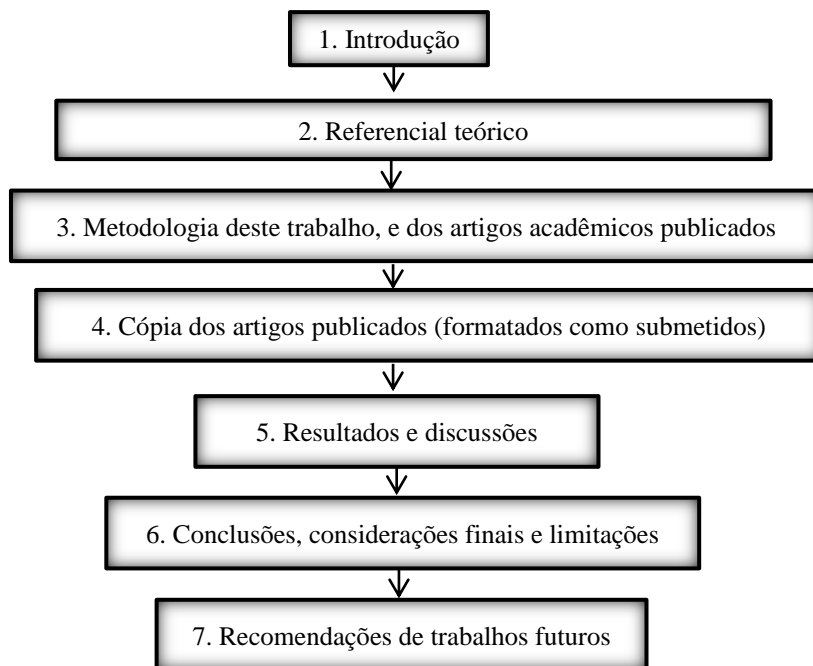 1. Introdução
2. Referencial teórico
3. Metodologia deste trabalho, e dos artigos acadêmicos publicados
4. Cópia dos artigos publicados (formatados como submetidos)
5. Resultados e discussões
6. Conclusões, considerações finais e limitações
7. Recomendações de trabalhos futuros